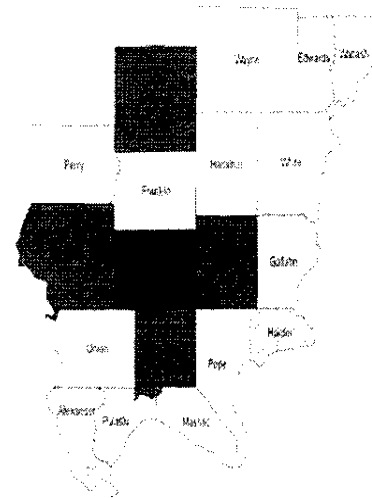 Wayne
Edwards
Wabash
Perry
Hamilton
White
Franklin
Gallatin
Hardin
Union
Pope
Alexander
Pulaski
Massac